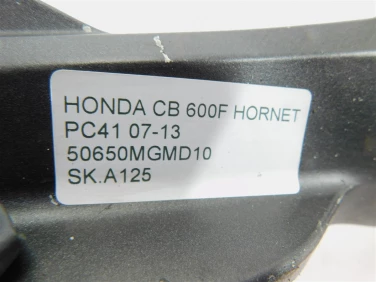 HONDA CB 600F HORNET
PC41 07-13
50650MGMD10
SK.A125